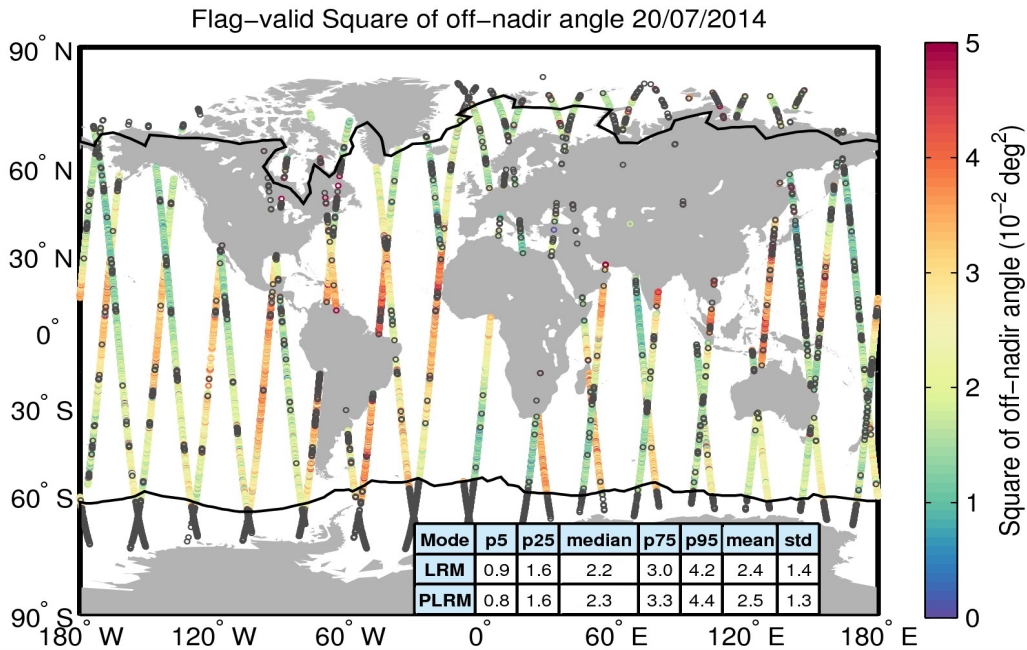 Flag−valid Square of off−nadir angle 20/07/2014
90° N
60° N
30° N
0°
30° S
60° S
90° S
180° W
120° W
60° W
0°
60° E
120° E
180° E
Mode p5 p25 median p75 p95 mean std
LRM 0.9 1.6 2.2 3.0 4.2 2.4 1.4
PLRM 0.8 1.6 2.3 3.3 4.4 2.5 1.3
5
4
3
2
1
0
Square of off−nadir angle (10⁻² deg²)